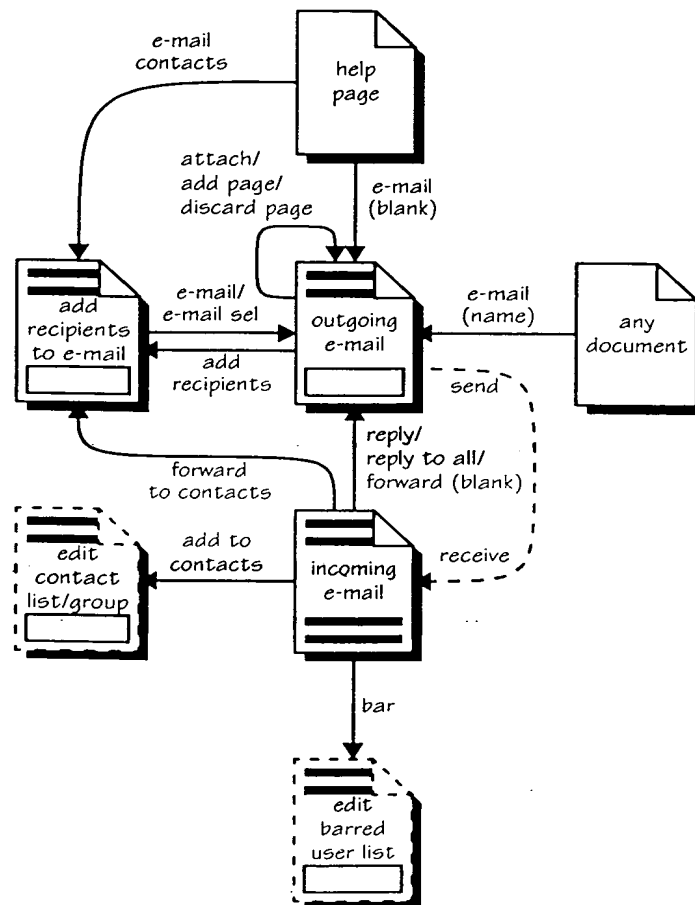 e-mail
contacts
help
page
attach/
add page/
discard page
e-mail
(blank)
add
recipients
to e-mail
e-mail/
e-mail sel
add
recipients
outgoing
e-mail
e-mail
(name)
any
document
send
reply/
reply to all/
forward (blank)
forward
to contacts
edit
contact
list/group
add to
contacts
incoming
e-mail
receive
bar
edit
barred
user list